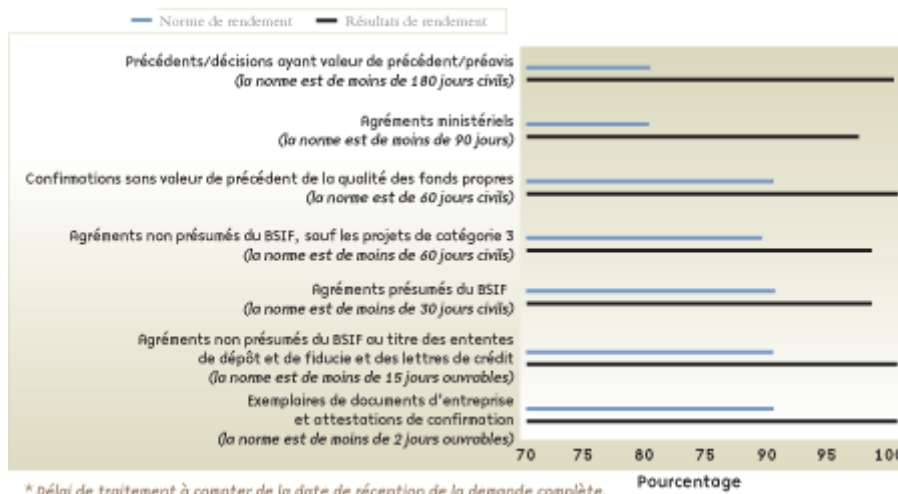 Norme de rendement Résultats de rendement
Précédents/décisions ayant valeur de précédent/préavis
(la norme est de moins de 180 jours civils)
Agréments ministériels
(la norme est de moins de 90 jours)
Confirmations sans valeur de précédent de la qualité des fonds propres
(la norme est de 60 jours civils)
Agréments non présumés du BSIF, sauf les projets de catégorie 3
(la norme est de moins de 60 jours civils)
Agréments présumés du BSIF
(la norme est de moins de 30 jours civils)
Agréments non présumés du BSIF au titre des ententes
de dépôt et de fiducie et des lettres de crédit
(la norme est de moins de 15 jours ouvrables)
Exemplaires de documents d'entreprise
et attestations de confirmation
(la norme est de moins de 2 jours ouvrables)
70 75 80 75 90 95 100
Pourcentage
* Délai de traitement à compter de la date de réception de la demande complète.